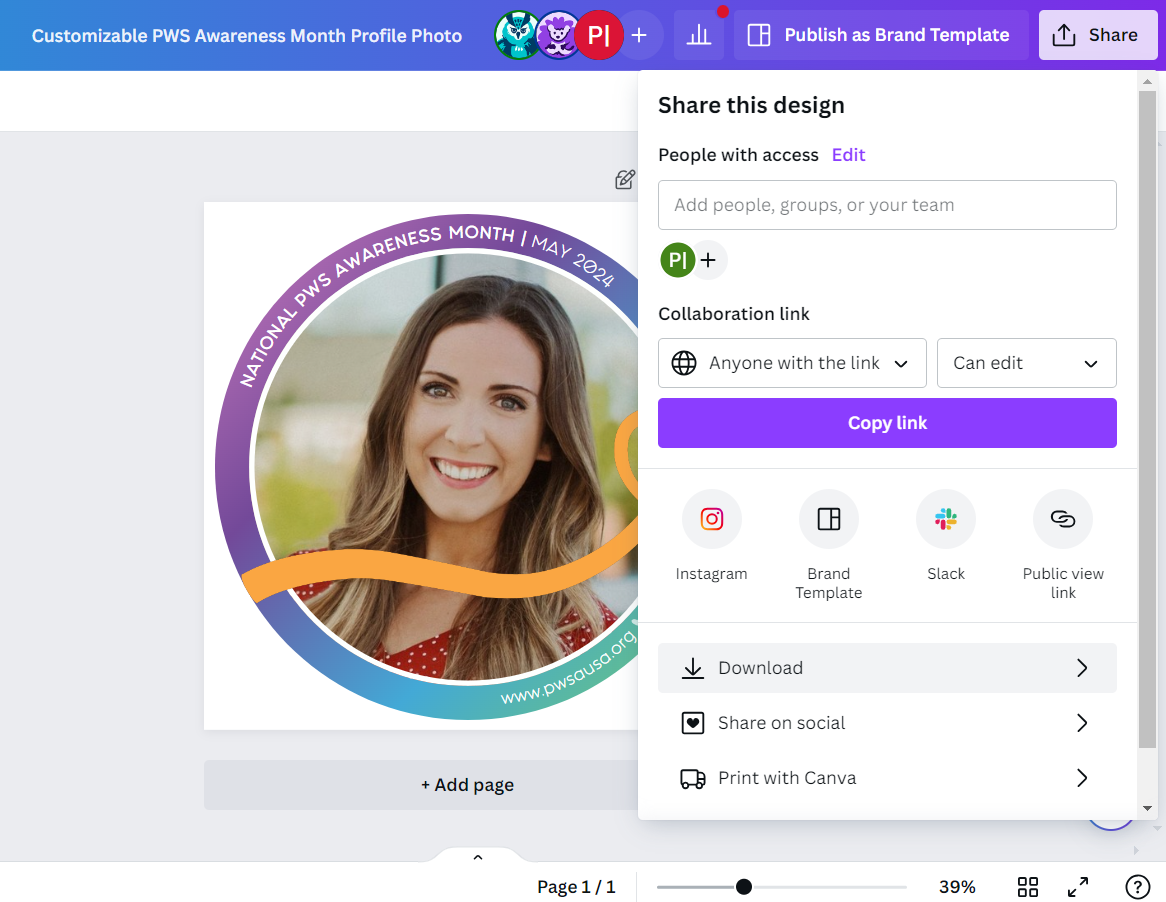 Customizable PWS Awareness Month Profile Photo
P|
+
Publish as Brand Template
Share
Share this design
People with access
Edit
Add people, groups, or your team
P|
+
Collaboration link
Anyone with the link
Can edit
Copy link
Instagram
Brand
Template
Slack
Public view
link
Download
Share on social
Print with Canva
NATIONAL PWS AWARENESS MONTH | MAY 2024
www.pwsausa.org
+ Add page
Page 1 / 1
39%
?